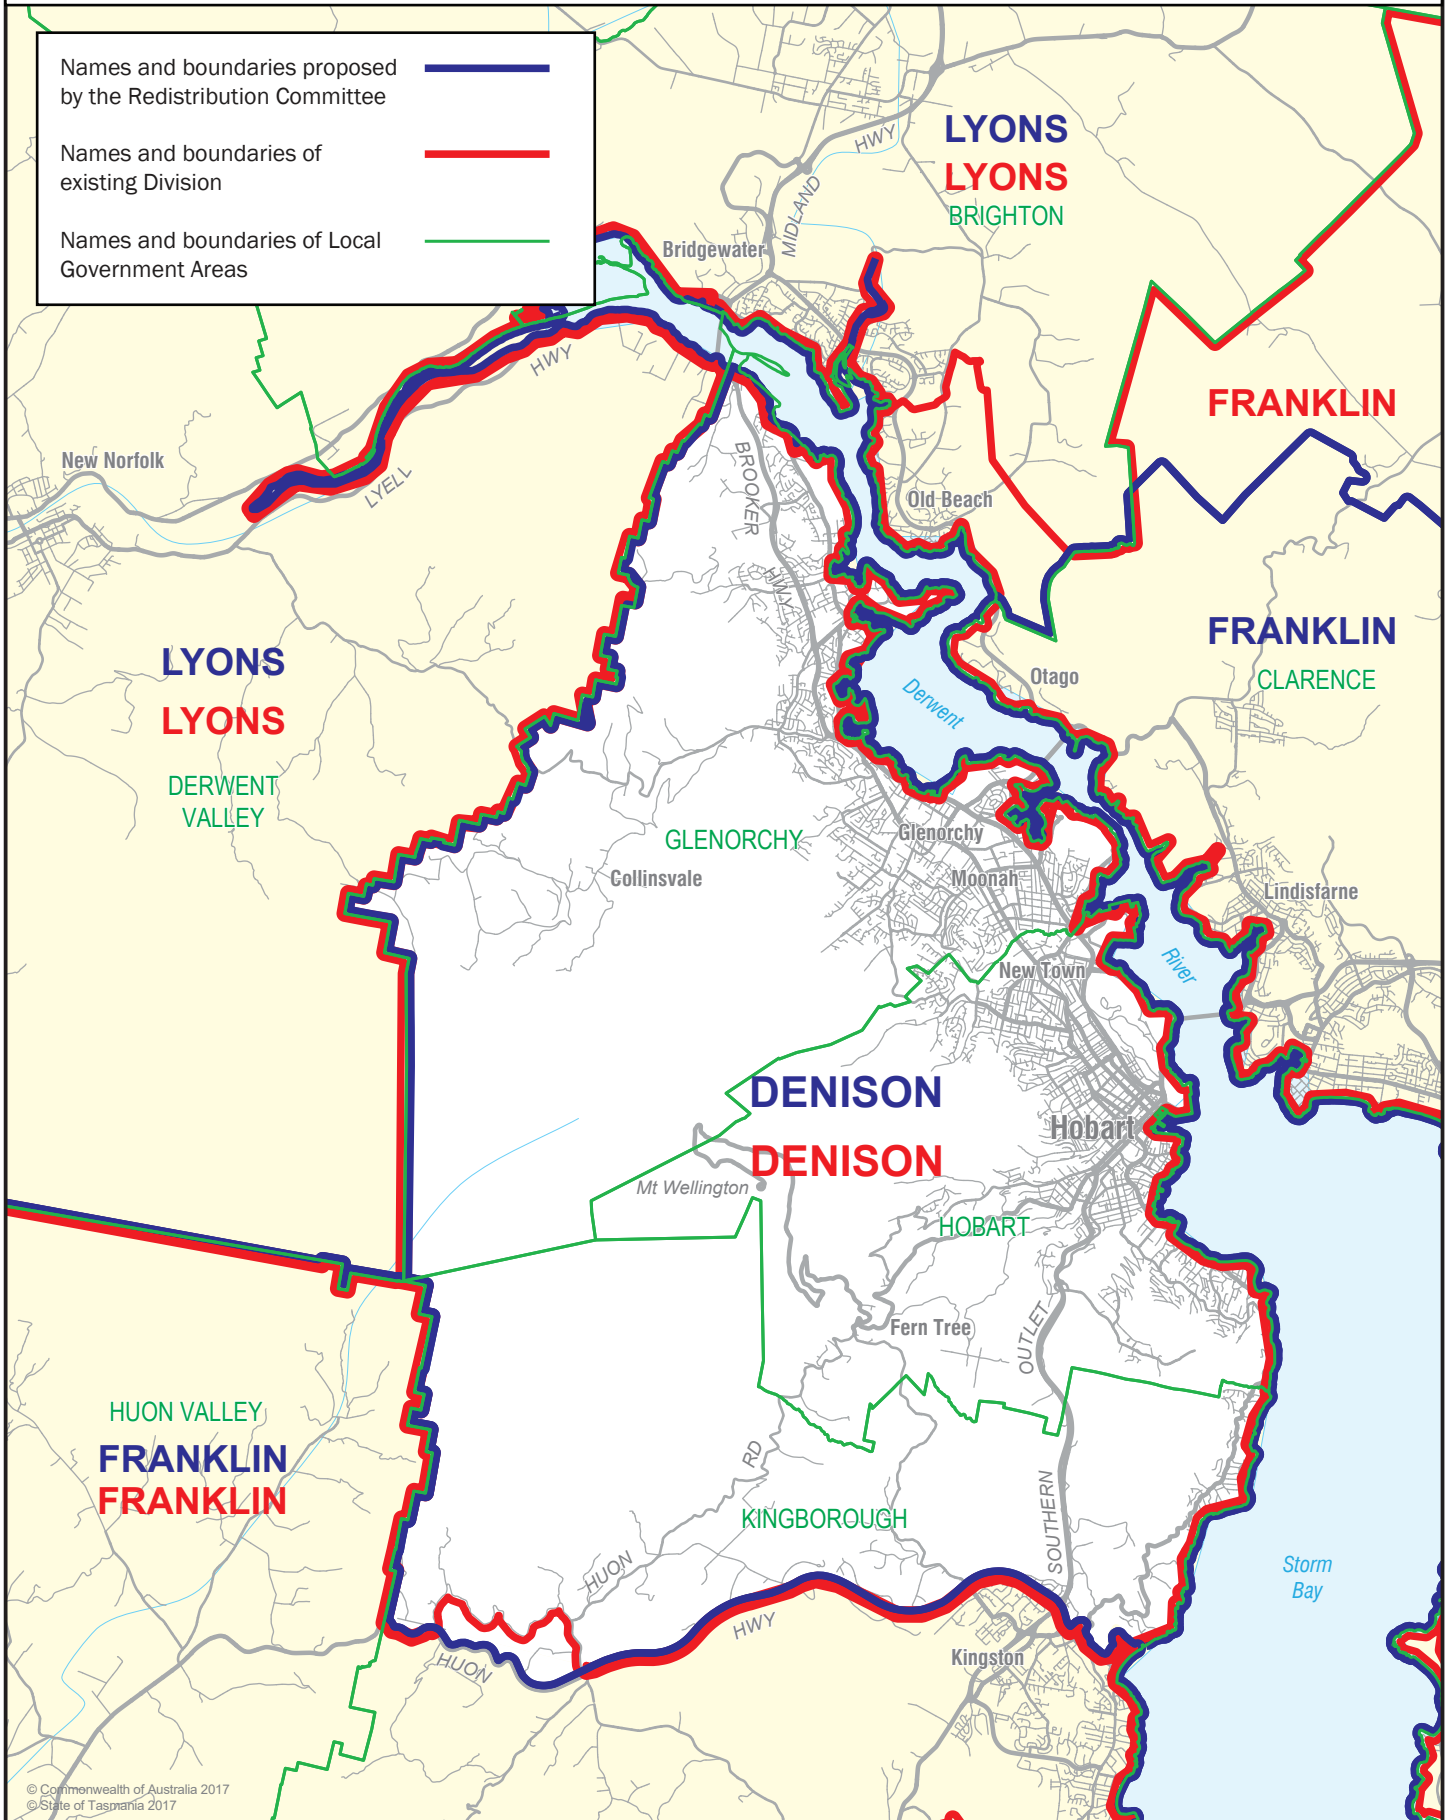 Names and boundaries proposed
by the Redistribution Committee
Names and boundaries of
existing Division
Names and boundaries of Local
Government Areas
LYONS
LYONS
BRIGHTON
HWY
MIDLAND
Bridgewater
HWY
FRANKLIN
New Norfolk
LYELL
BROOKER
HWY
Old Beach
FRANKLIN
CLARENCE
LYONS
LYONS
DERWENT
VALLEY
Otago
Derwent
GLENORCHY
Glenorchy
Collinsvale
Moonah
Lindisfarne
New Town
River
DENISON
Hobart
DENISON
Mt Wellington
HOBART
Fern Tree
OUTLET
HUON VALLEY
FRANKLIN
FRANKLIN
RD
KINGBOROUGH
SOUTHERN
HUON
Storm
Bay
HWY
HUON
Kingston
© Commonwealth of Australia 2017
© State of Tasmania 2017